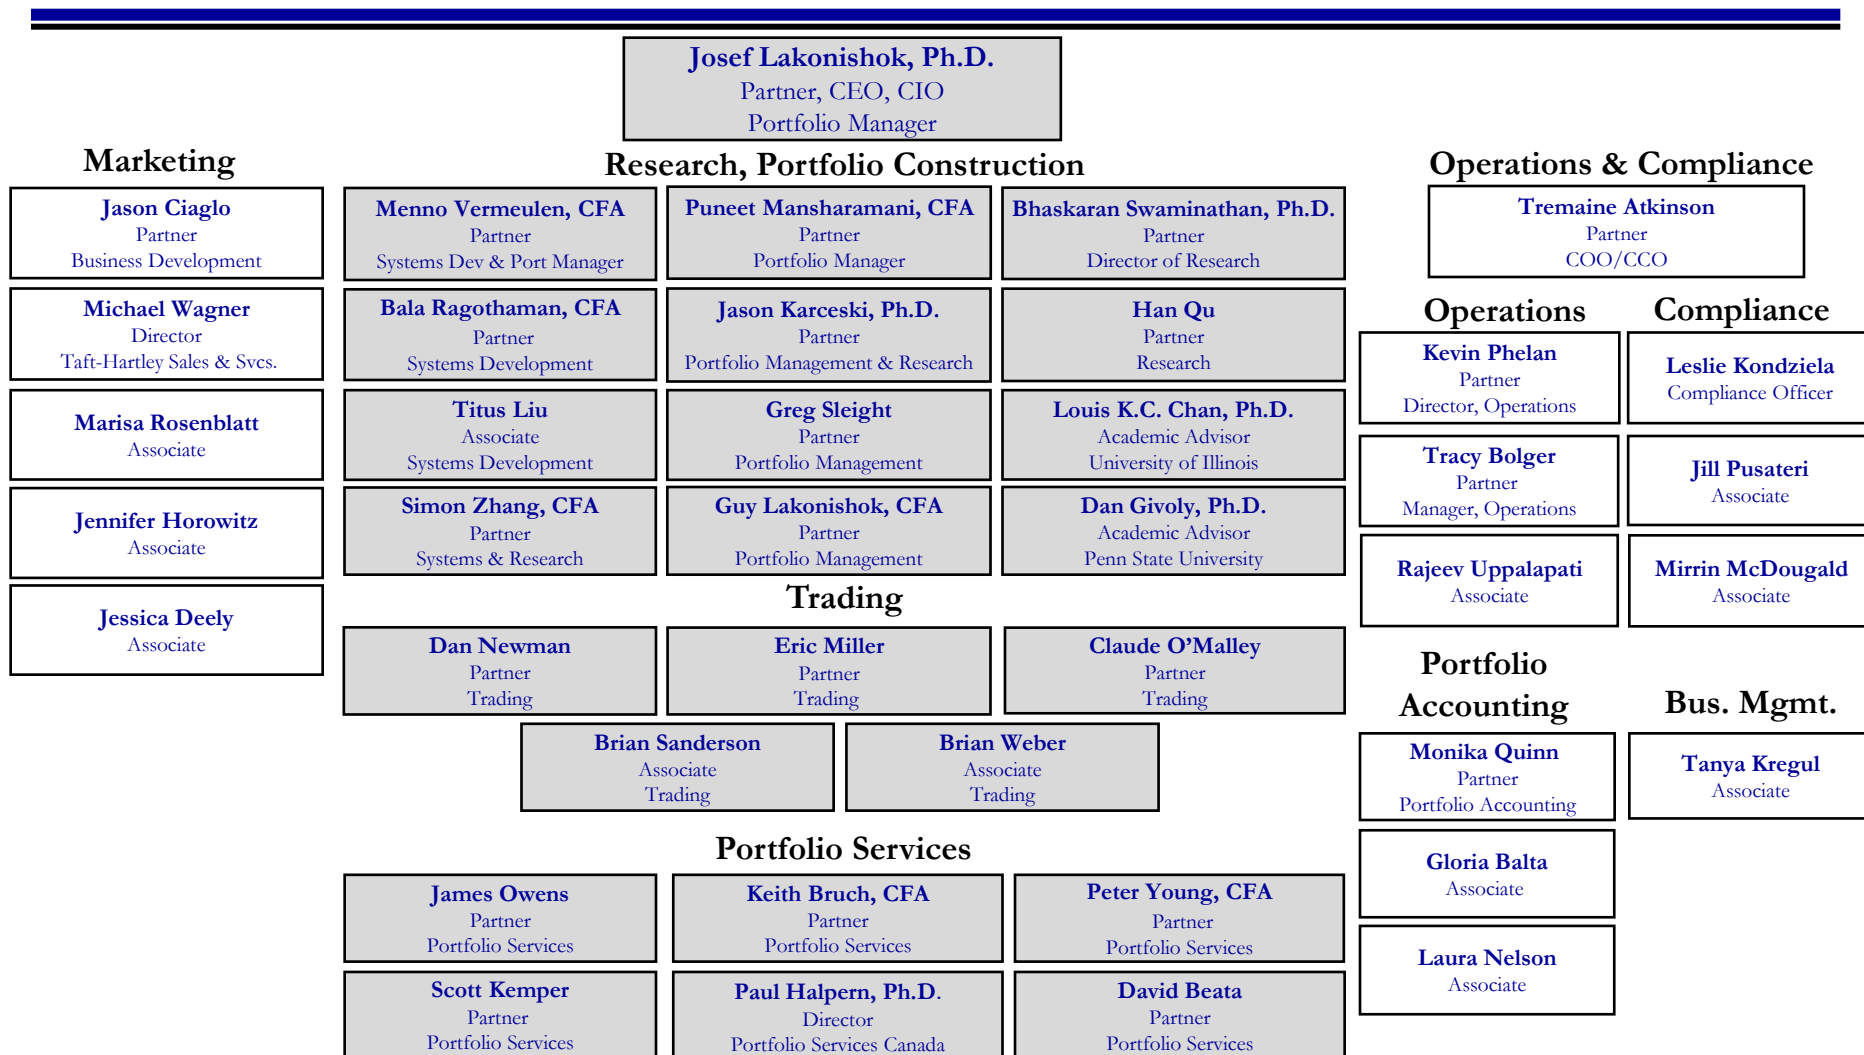 Josef Lakonishok, Ph.D.
Partner, CEO, CIO
Portfolio Manager
Marketing
Jason Ciaglo
Partner
Business Development
Michael Wagner
Director
Taft-Hartley Sales & Svcs.
Marisa Rosenblatt
Associate
Jennifer Horowitz
Associate
Jessica Deely
Associate
Research, Portfolio Construction
Menno Vermeulen, CFA
Partner
Systems Dev & Port Manager
Puneet Mansharamani, CFA
Partner
Portfolio Manager
Bhaskaran Swaminathan, Ph.D.
Partner
Director of Research
Bala Ragothaman, CFA
Partner
Systems Development
Jason Karceski, Ph.D.
Partner
Portfolio Management & Research
Han Qu
Partner
Research
Titus Liu
Associate
Systems Development
Greg Sleight
Partner
Portfolio Management
Louis K.C. Chan, Ph.D.
Academic Advisor
University of Illinois
Simon Zhang, CFA
Partner
Systems & Research
Guy Lakonishok, CFA
Partner
Portfolio Management
Dan Givoly, Ph.D.
Academic Advisor
Penn State University
Trading
Dan Newman
Partner
Trading
Eric Miller
Partner
Trading
Claude O’Malley
Partner
Trading
Brian Sanderson
Associate
Trading
Brian Weber
Associate
Trading
Portfolio Services
James Owens
Partner
Portfolio Services
Keith Bruch, CFA
Partner
Portfolio Services
Peter Young, CFA
Partner
Portfolio Services
Scott Kemper
Partner
Portfolio Services
Paul Halpern, Ph.D.
Director
Portfolio Services Canada
David Beata
Partner
Portfolio Services
Operations & Compliance
Tremaine Atkinson
Partner
COO/CCO
Operations
Kevin Phelan
Partner
Director, Operations
Tracy Bolger
Partner
Manager, Operations
Rajeev Uppalapati
Associate
Compliance
Leslie Kondziela
Compliance Officer
Jill Pusateri
Associate
Mirrin McDougald
Associate
Portfolio
Accounting
Monika Quinn
Partner
Portfolio Accounting
Gloria Balta
Associate
Laura Nelson
Associate
Bus. Mgmt.
Tanya Kregul
Associate